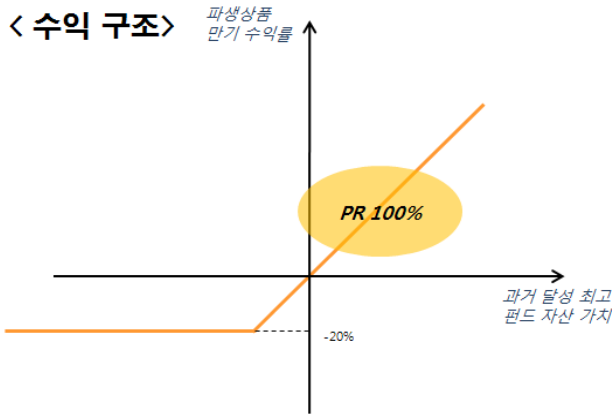 < 수익 구조>
파생상품
만기 수익률
PR 100%
과거 달성 최고
펀드 자산 가치
-20%